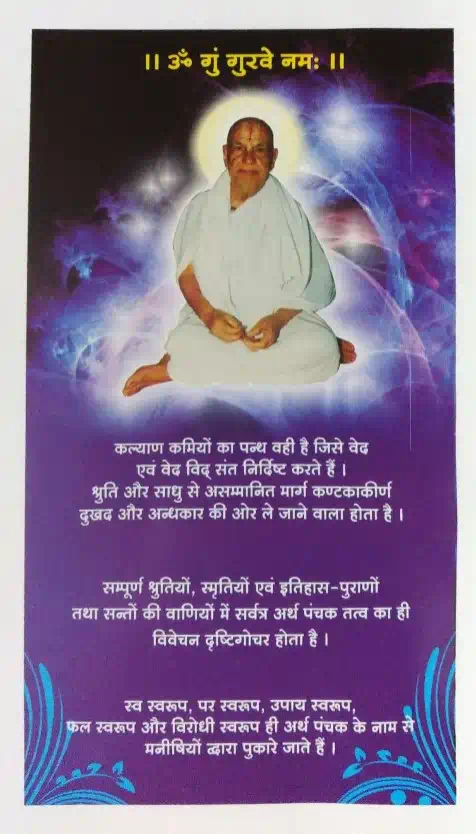 ।। ॐ गुं गुरवे नमः ।।
कल्याण कमियों का पन्थ वही है जिसे वेद
एवं वेद विद् संत निर्दिष्ट करते हैं ।
श्रुति और साधु से असम्मानित मार्ग कण्टकाकीर्ण
दुखद और अन्धकार की ओर ले जाने वाला होता है ।
सम्पूर्ण श्रुतियों, स्मृतियों एवं इतिहास-पुराणों
तथा सन्तों की वाणियों में सर्वत्र अर्थ पंचक तत्व का ही
विवेचन दृष्टिगोचर होता है ।
स्व स्वरूप, पर स्वरूप, उपाय स्वरूप,
फल स्वरूप और विरोधी स्वरूप ही अर्थ पंचक के नाम से
मनीषियों द्वारा पुकारे जाते हैं ।